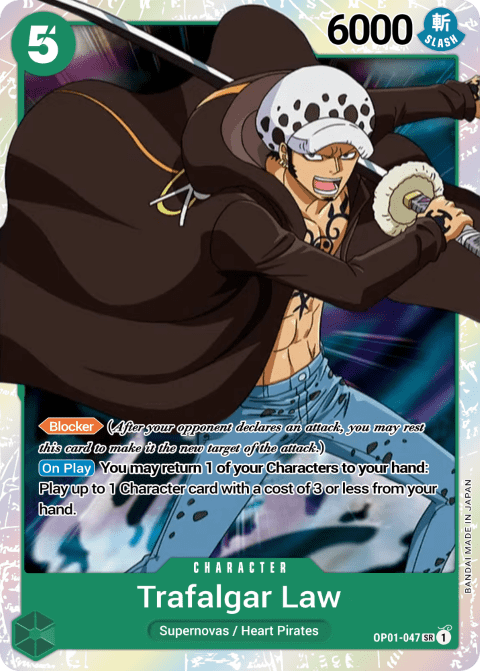 5
6000
斬
SLASH
Blocker (After your opponent declares an attack, you may rest
this card to make it the new target of the attack.)
On Play You may return 1 of your Characters to your hand:
Play up to 1 Character card with a cost of 3 or less from your
hand.
BANDAI MADE IN JAPAN
CHARACTER
Trafalgar Law
Supernovas / Heart Pirates
OP01-047 SR 1